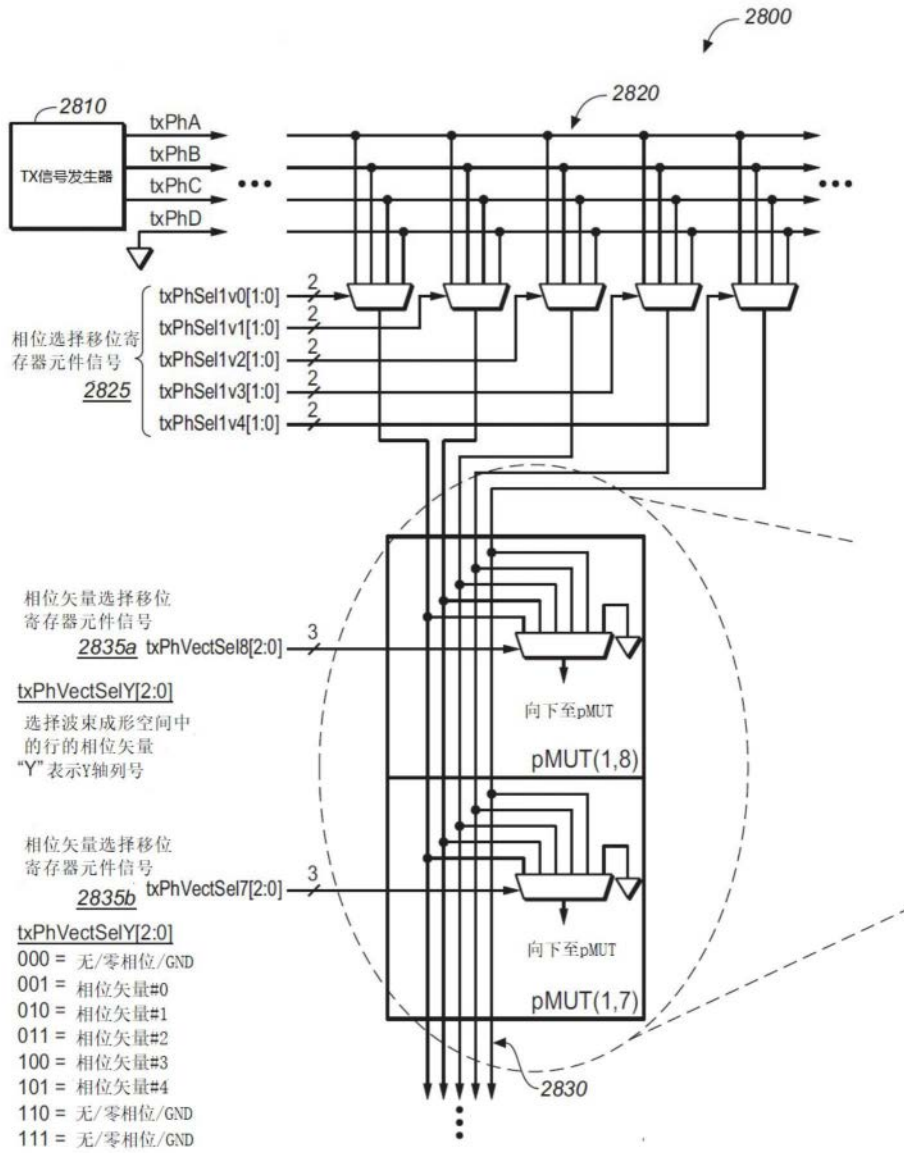 2800
2810
2820
txPhA
TX信号发生器
txPhB
txPhC
txPhD
相位选择移位寄
存器元件信号
2825
txPhSel1v0[1:0]
2
txPhSel1v1[1:0]
2
txPhSel1v2[1:0]
2
txPhSel1v3[1:0]
2
txPhSel1v4[1:0]
2
相位矢量选择移位
寄存器元件信号
2835a txPhVectSel8[2:0]
3
txPhVectSelY[2:0]
选择波束成形空间中
的行的相位矢量
“Y”表示Y轴列号
向下至pMUT
pMUT(1,8)
相位矢量选择移位
寄存器元件信号
2835b txPhVectSel7[2:0]
3
向下至pMUT
pMUT(1,7)
txPhVectSelY[2:0]
000 = 无/零相位/GND
001 = 相位矢量#0
010 = 相位矢量#1
011 = 相位矢量#2
100 = 相位矢量#3
101 = 相位矢量#4
110 = 无/零相位/GND
111 = 无/零相位/GND
2830